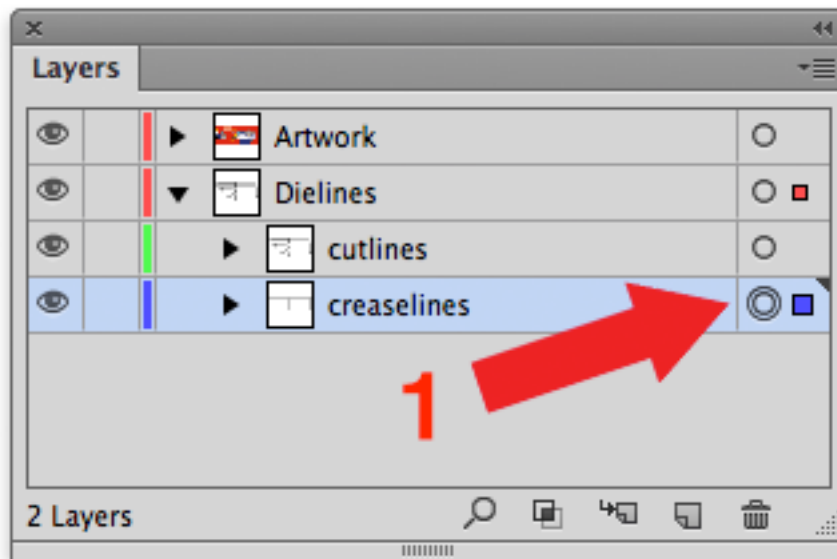 Layers
Artwork
Dielines
cutlines
creaselines
1
2 Layers